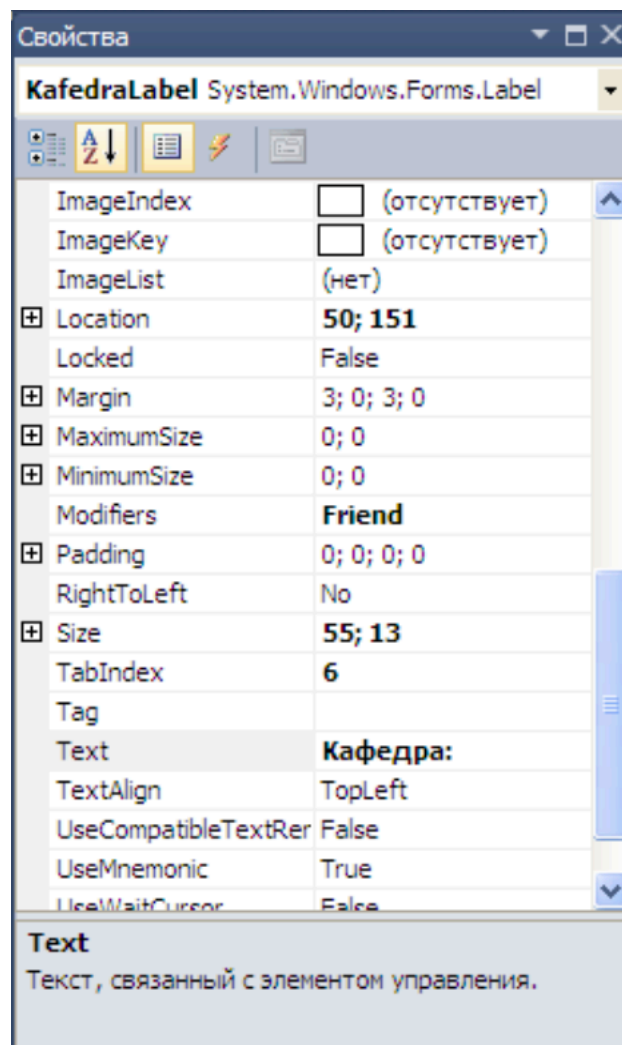 Свойства
KafedraLabel System.Windows.Forms.Label
ImageIndex (отсутствует)
ImageKey (отсутствует)
ImageList (нет)
Location 50; 151
Locked False
Margin 3; 0; 3; 0
MaximumSize 0; 0
MinimumSize 0; 0
Modifiers Friend
Padding 0; 0; 0; 0
RightToLeft No
Size 55; 13
TabIndex 6
Tag
Text Кафедра:
TextAlign TopLeft
UseCompatibleTextRer False
UseMnemonic True
UseWaitCursor False
Text
Текст, связанный с элементом управления.